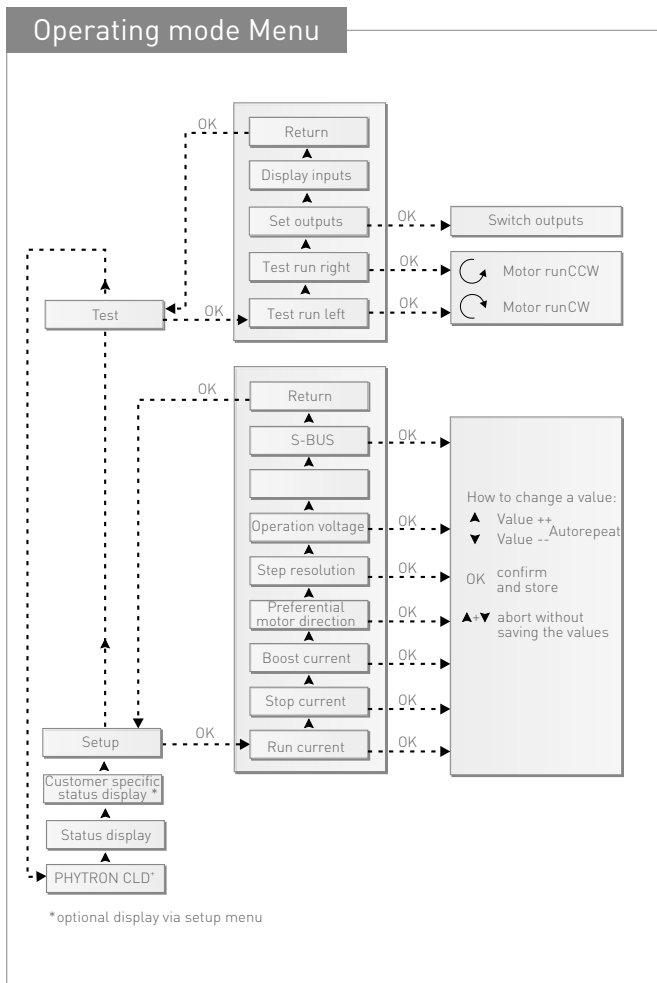 Operating mode Menu
OK
Return
Display inputs
Set outputs
OK
Switch outputs
Test run right
OK
Motor runCCW
Test
OK
Test run left
OK
Motor runCW
OK
Return
S-BUS
OK
Operation voltage
OK
Step resolution
OK
Preferential
motor direction
OK
Boost current
OK
Stop current
OK
Setup
OK
Run current
OK
How to change a value:
Value ++
Value --
Autorepeat
OK confirm
and store
+ abort without
saving the values
Customer specific
status display *
Status display
PHYTRON CLD+
*optional display via setup menu